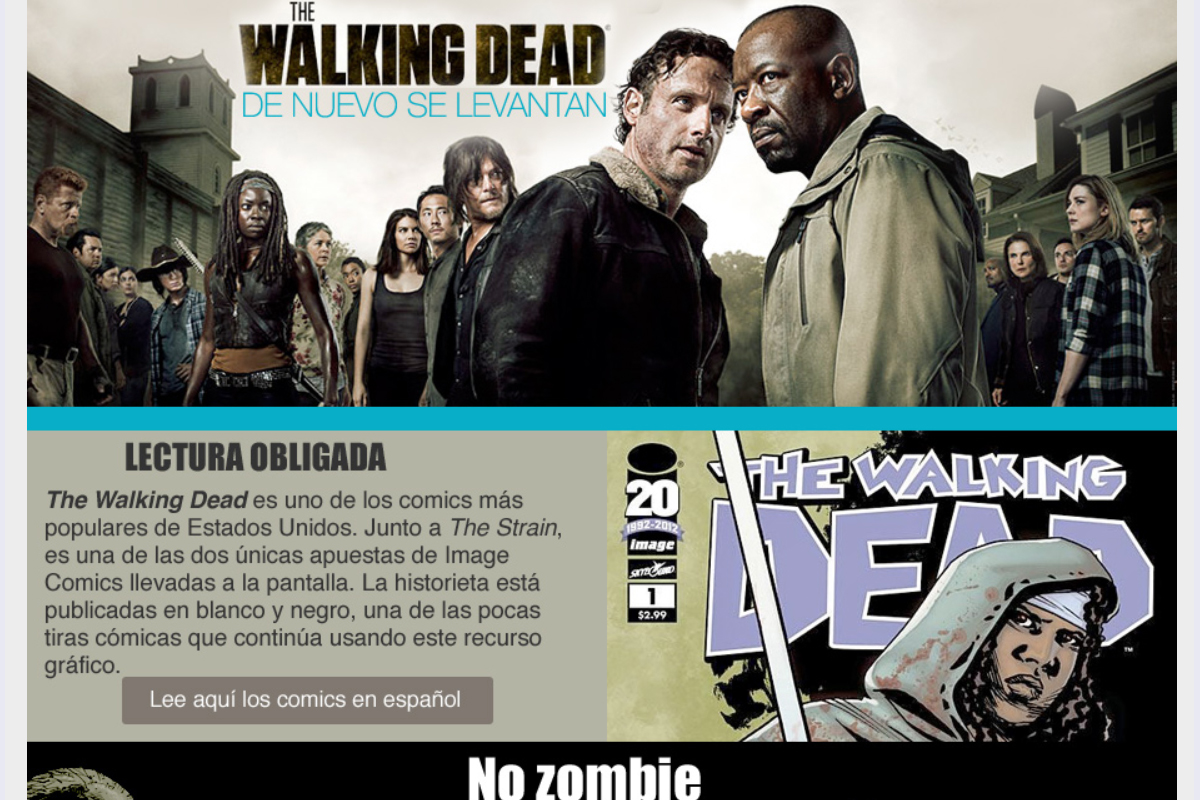 THE
WALKING DEAD
DE NUEVO SE LEVANTAN
LECTURA OBLIGADA
The Walking Dead es uno de los comics más
populares de Estados Unidos. Junto a The Strain,
es una de las dos únicas apuestas de Image
Comics llevadas a la pantalla. La historieta está
publicadas en blanco y negro, una de las pocas
tiras cómicas que continúa usando este recurso
gráfico.
Lee aquí los comics en español
20
1992-2012
image
SKYBOUND
1
$2.99
THE WALKING
DEAD
™
No zombie